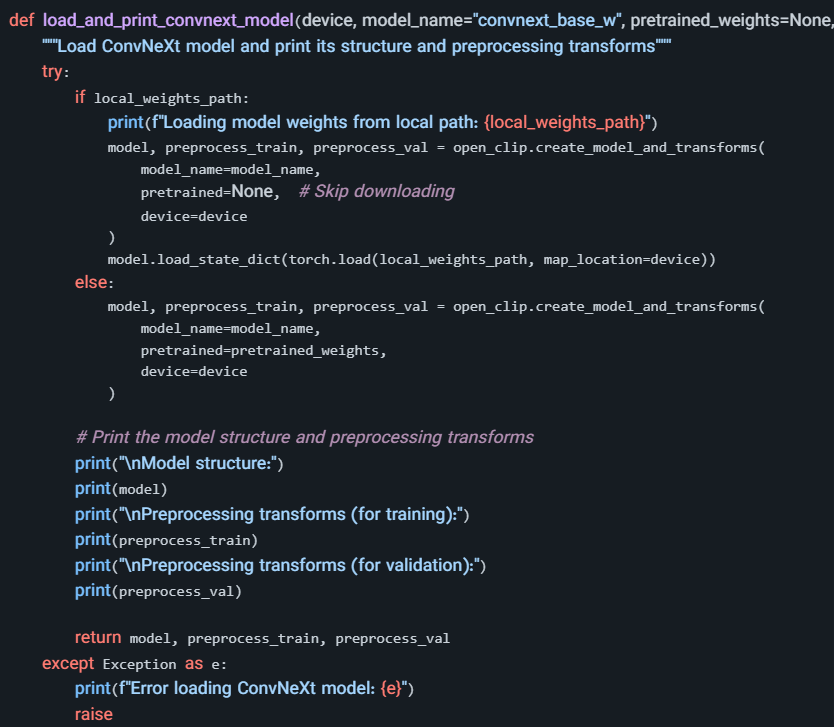 def load_and_print_convnext_model(device, model_name="convnext_base_w", pretrained_weights=None,
    """Load ConvNeXt model and print its structure and preprocessing transforms"""
    try:
        if local_weights_path:
            print(f"Loading model weights from local path: {local_weights_path}")
            model, preprocess_train, preprocess_val = open_clip.create_model_and_transforms(
                model_name=model_name,
                pretrained=None,  # Skip downloading
                device=device
            )
            model.load_state_dict(torch.load(local_weights_path, map_location=device))
        else:
            model, preprocess_train, preprocess_val = open_clip.create_model_and_transforms(
                model_name=model_name,
                pretrained=pretrained_weights,
                device=device
            )

        # Print the model structure and preprocessing transforms
        print("\nModel structure:")
        print(model)
        print("\nPreprocessing transforms (for training):")
        print(preprocess_train)
        print("\nPreprocessing transforms (for validation):")
        print(preprocess_val)

        return model, preprocess_train, preprocess_val
    except Exception as e:
        print(f"Error loading ConvNeXt model: {e}")
        raise